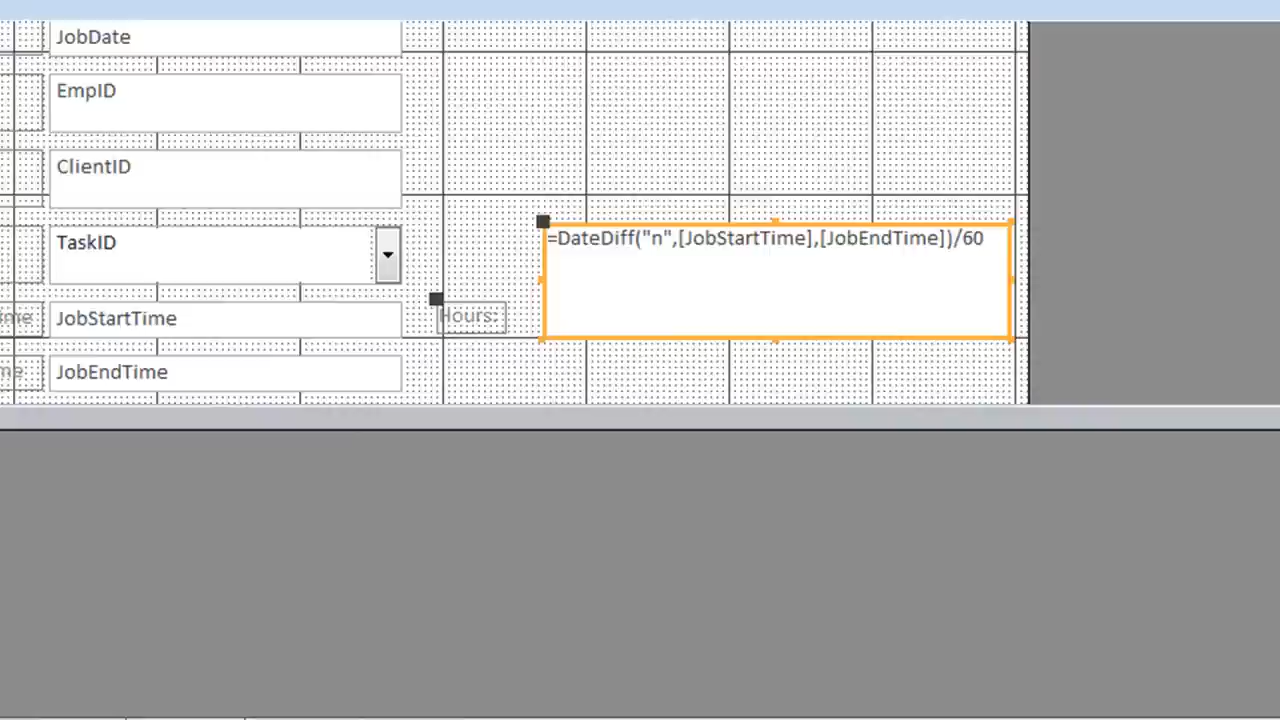 JobDate
EmpID
ClientID
TaskID
=DateDiff("n",[JobStartTime],[JobEndTime])/60
JobStartTime
Hours:
JobEndTime